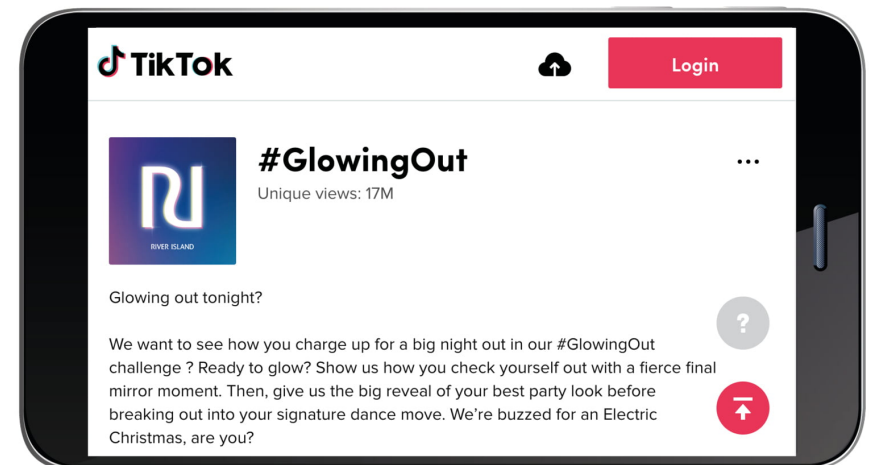 TikTok
Login
#GlowingOut
...
Unique views: 17M
RIVER ISLAND
Glowing out tonight?
?
We want to see how you charge up for a big night out in our #GlowingOut
challenge ? Ready to glow? Show us how you check yourself out with a fierce final
mirror moment. Then, give us the big reveal of your best party look before
breaking out into your signature dance move. We’re buzzed for an Electric
Christmas, are you?